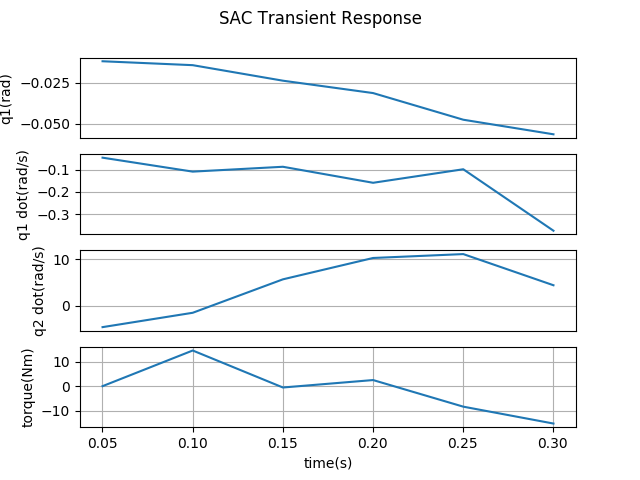 SAC Transient Response
q1(rad)
−0.025
−0.050
q1 dot(rad/s)
−0.1
−0.2
−0.3
q2 dot(rad/s)
10
0
torque(Nm)
10
0
−10
0.05 0.10 0.15 0.20 0.25 0.30
time(s)